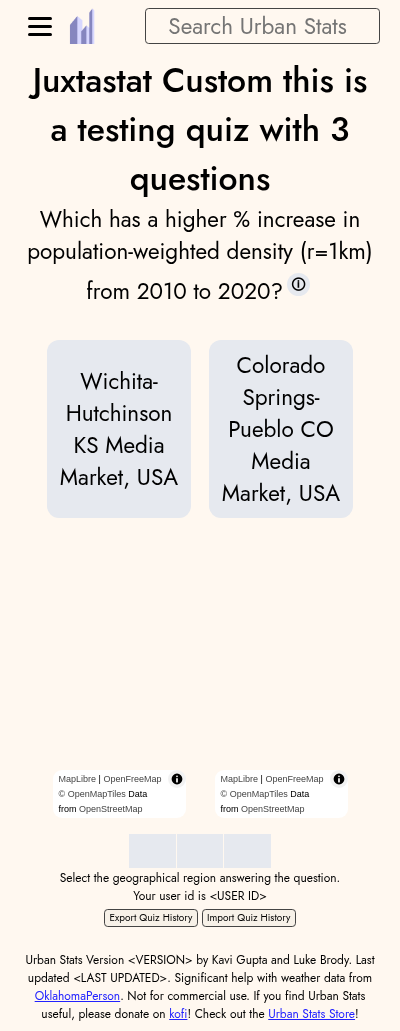 Search Urban Stats
Juxtastat Custom this is
a testing quiz with 3
questions
Which has a higher % increase in
population-weighted density (r=1km)
from 2010 to 2020?
Wichita-
Hutchinson
KS Media
Market, USA
Colorado
Springs-
Pueblo CO
Media
Market, USA
MapLibre | OpenFreeMap
© OpenMapTiles Data
from OpenStreetMap
MapLibre | OpenFreeMap
© OpenMapTiles Data
from OpenStreetMap
Select the geographical region answering the question.
Your user id is <USER ID>
Export Quiz History
Import Quiz History
Urban Stats Version <VERSION> by Kavi Gupta and Luke Brody. Last
updated <LAST UPDATED>. Significant help with weather data from
OklahomaPerson. Not for commercial use. If you find Urban Stats
useful, please donate on kofi! Check out the Urban Stats Store!